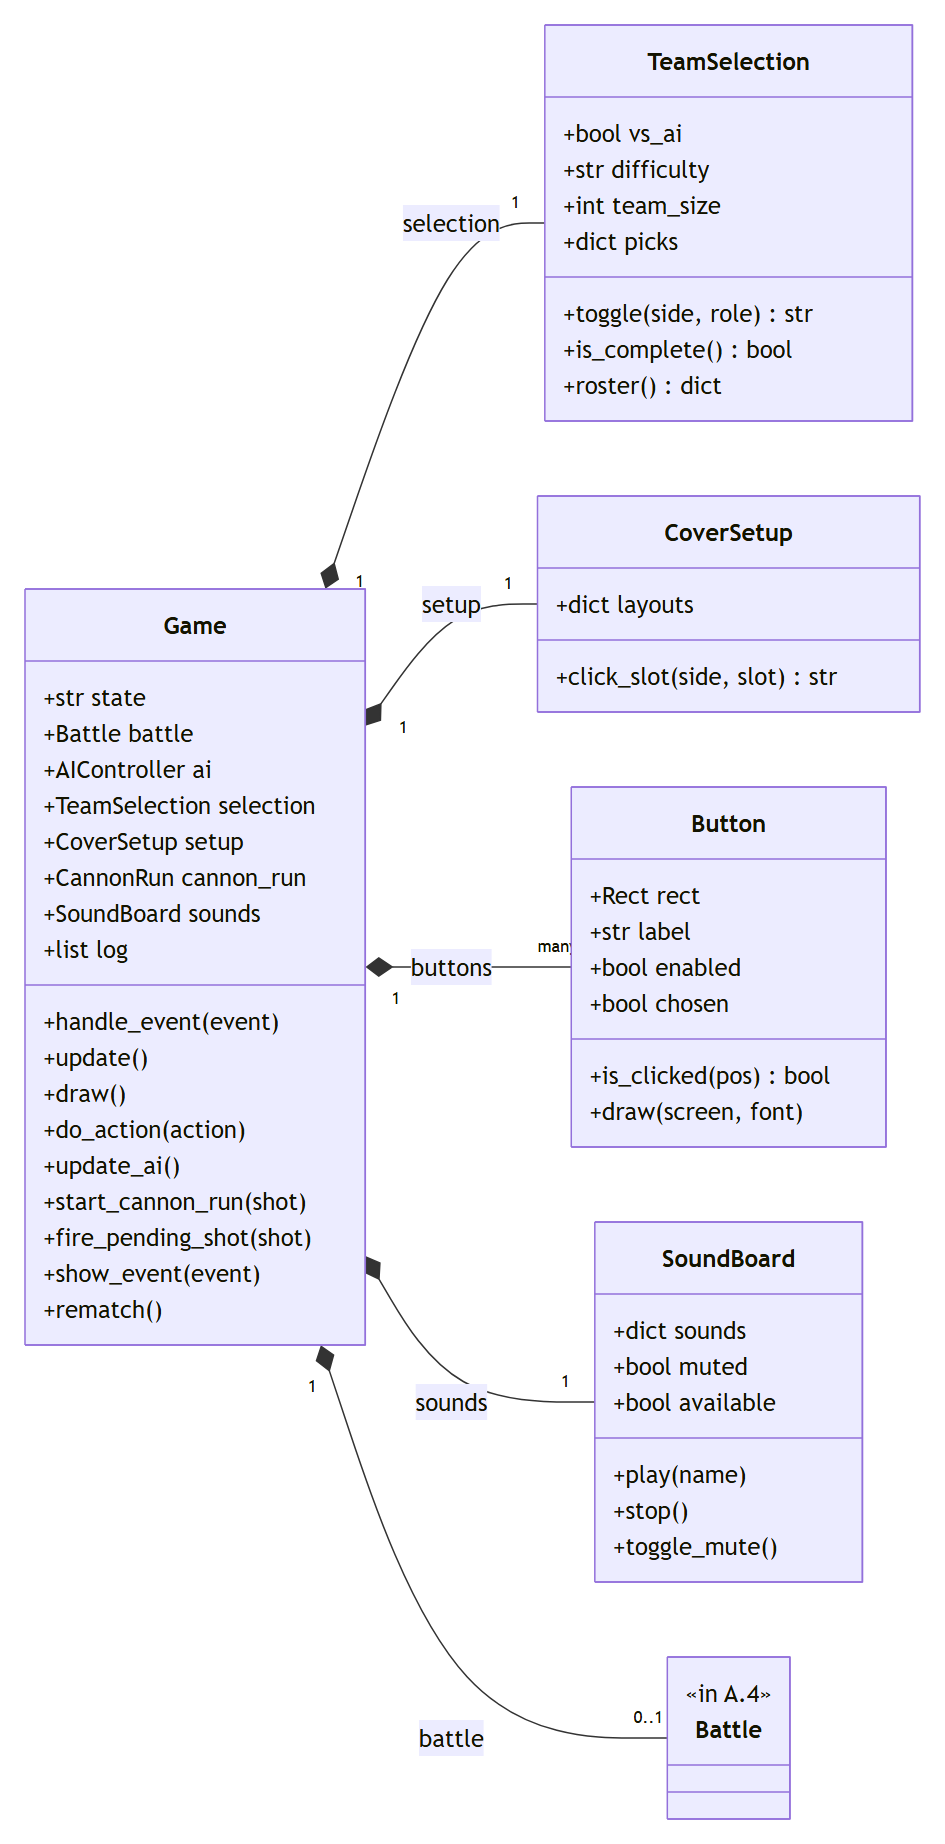 TeamSelection
+bool vs_ai
+str difficulty
+int team_size
+dict picks
+toggle(side, role) : str
+is_complete() : bool
+roster() : dict
selection
1
1
CoverSetup
+dict layouts
+click_slot(side, slot) : str
setup
1
1
Game
+str state
+Battle battle
+AIController ai
+TeamSelection selection
+CoverSetup setup
+CannonRun cannon_run
+SoundBoard sounds
+list log
+handle_event(event)
+update()
+draw()
+do_action(action)
+update_ai()
+start_cannon_run(shot)
+fire_pending_shot(shot)
+show_event(event)
+rematch()
Button
+Rect rect
+str label
+bool enabled
+bool chosen
+is_clicked(pos) : bool
+draw(screen, font)
buttons
many
1
SoundBoard
+dict sounds
+bool muted
+bool available
+play(name)
+stop()
+toggle_mute()
sounds
1
1
battle
0..1
«in A.4»
Battle